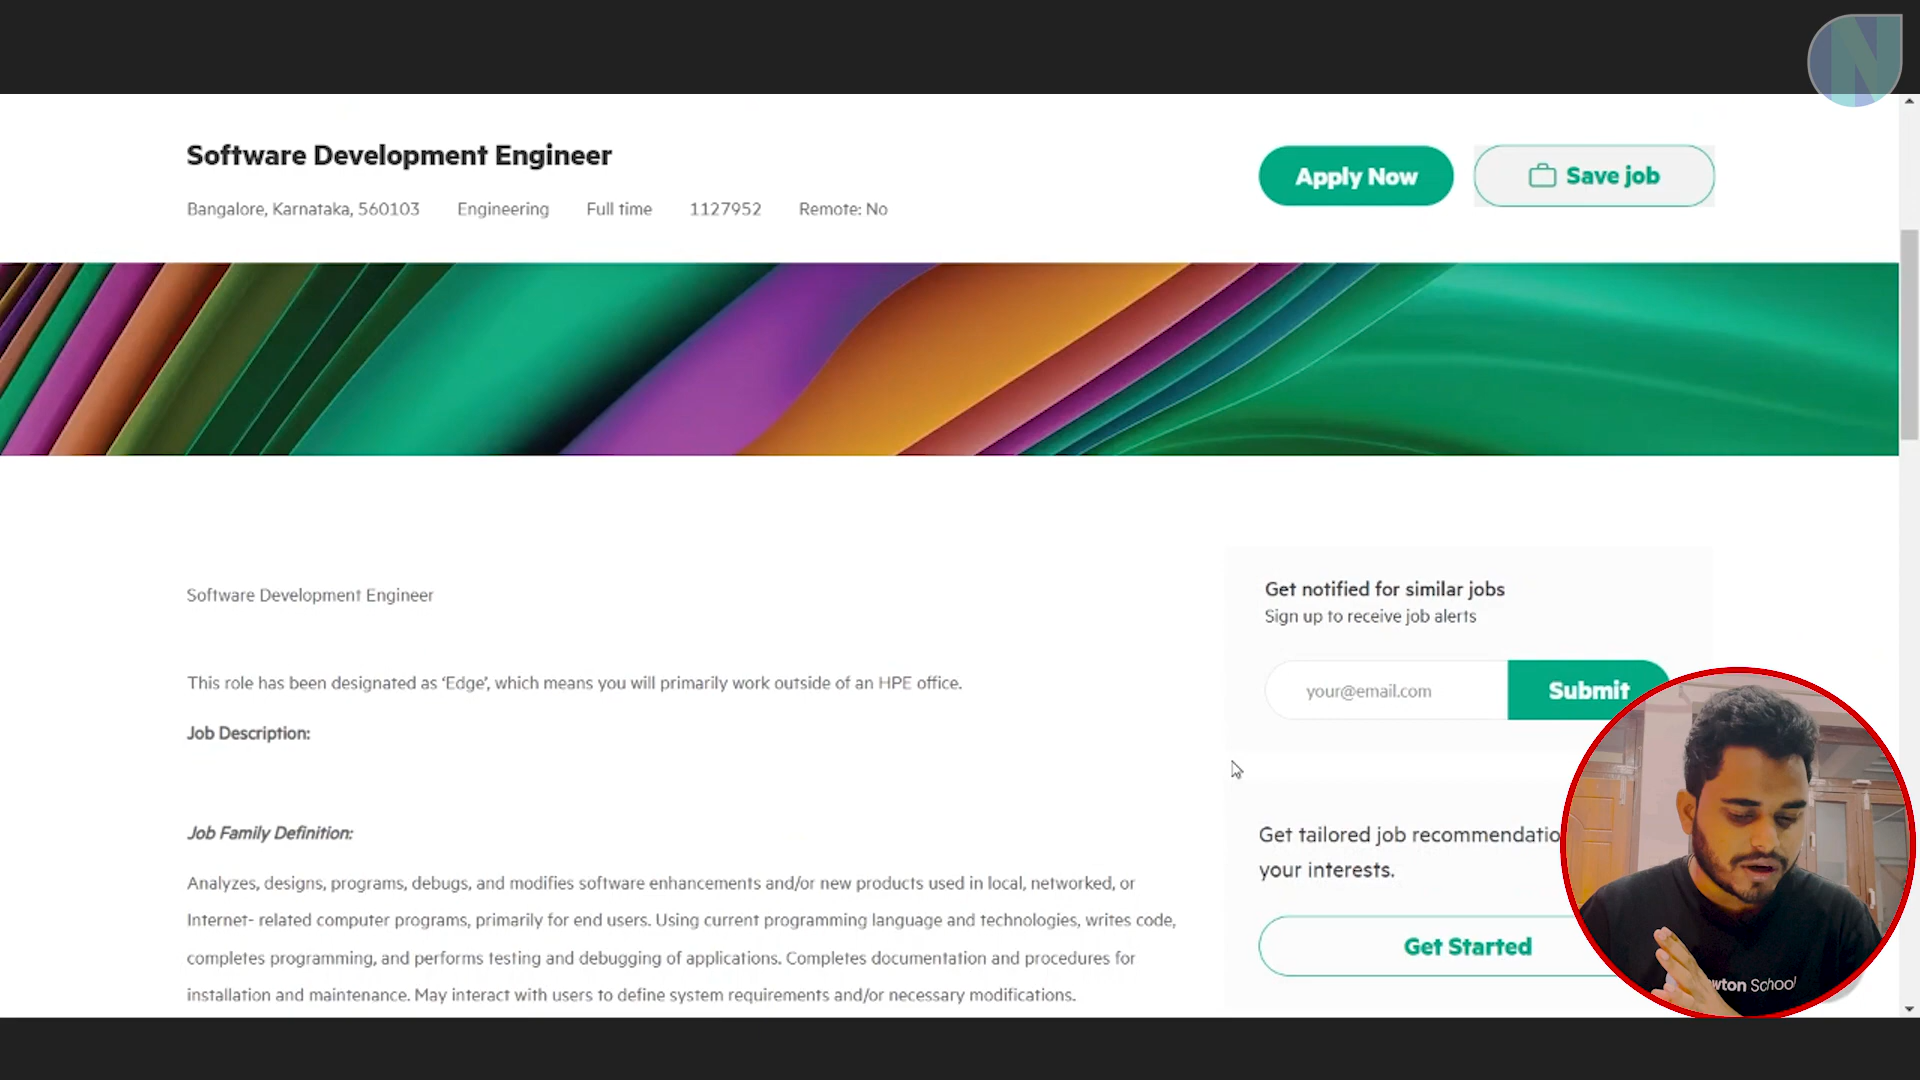 N
Software Development Engineer
Apply Now
Save job
Bangalore, Karnataka, 560103 Engineering Full time 1127952 Remote: No
Software Development Engineer
This role has been designated as ‘Edge’, which means you will primarily work outside of an HPE office.
Job Description:
Job Family Definition:
Analyzes, designs, programs, debugs, and modifies software enhancements and/or new products used in local, networked, or
Internet- related computer programs, primarily for end users. Using current programming language and technologies, writes code,
completes programming, and performs testing and debugging of applications. Completes documentation and procedures for
installation and maintenance. May interact with users to define system requirements and/or necessary modifications.
Get notified for similar jobs
Sign up to receive job alerts
your@email.com
Submit
Get tailored job recommendatio
your interests.
Get Started
wton School